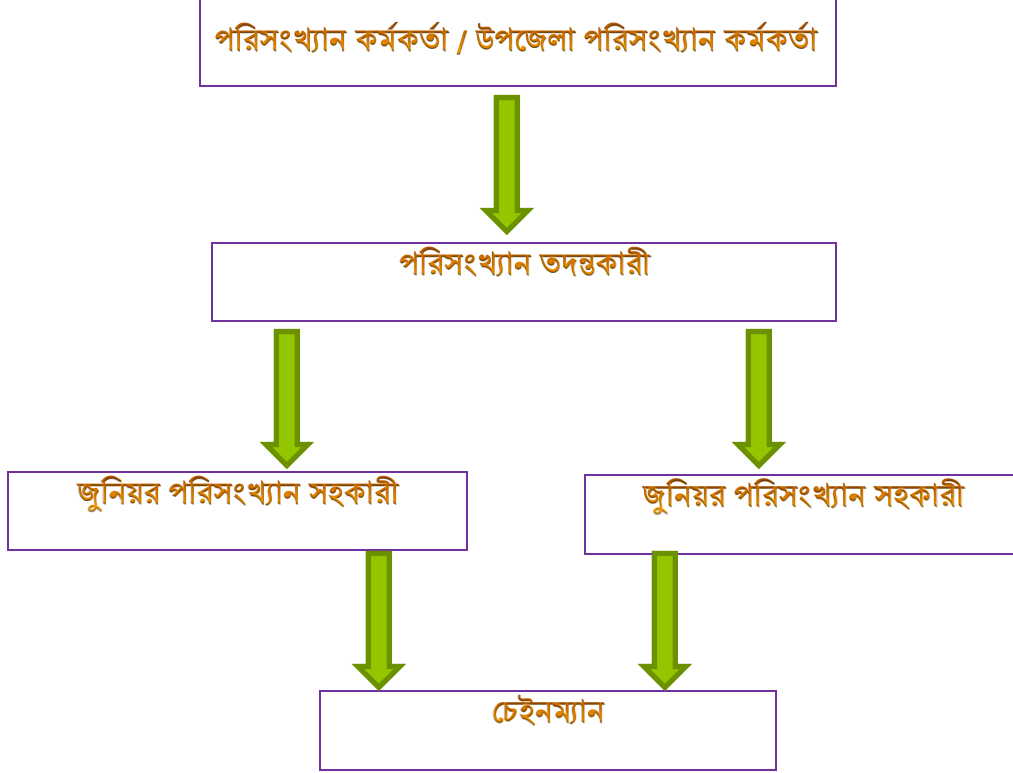 পরিসংখ্যান কর্মকর্তা / উপজেলা পরিসংখ্যান কর্মকর্তা
পরিসংখ্যান তদন্তকারী
জুনিয়র পরিসংখ্যান সহকারী
জুনিয়র পরিসংখ্যান সহকারী
চেইনম্যান